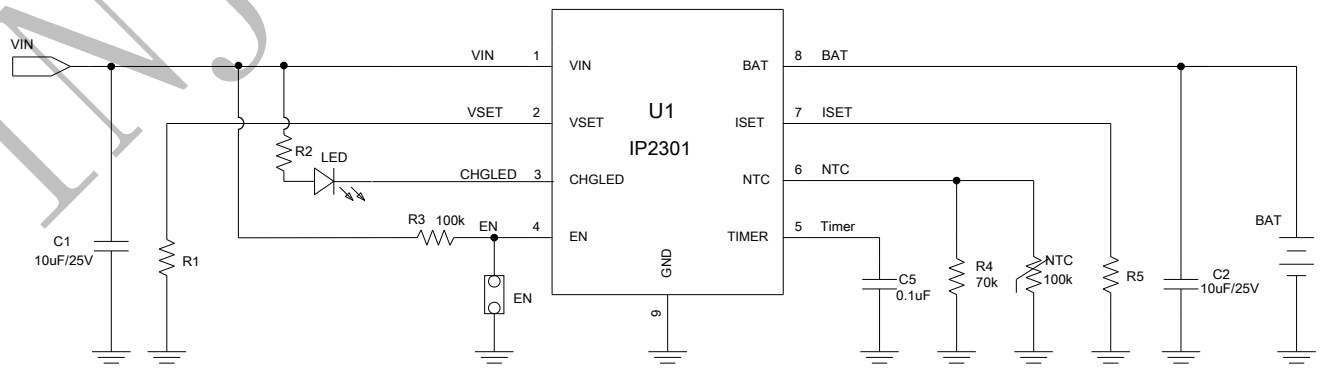 VIN
VIN 1 VIN
VSET 2 VSET
R2
LED
CHGLED 3 CHGLED
R3 100k
EN 4 EN
C1
10uF/25V
R1
EN
U1
IP2301
GND
9
BAT 8 BAT
ISET 7 ISET
NTC 6 NTC
TIMER 5 Timer
C5
0.1uF
R4
70k
NTC
100k
R5
C2
10uF/25V
BAT